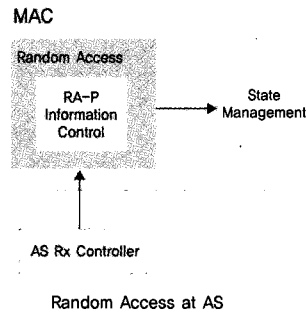 MAC
Random Access
RA-P
Information
Control
State
Management
AS Rx Controller
Random Access at AS